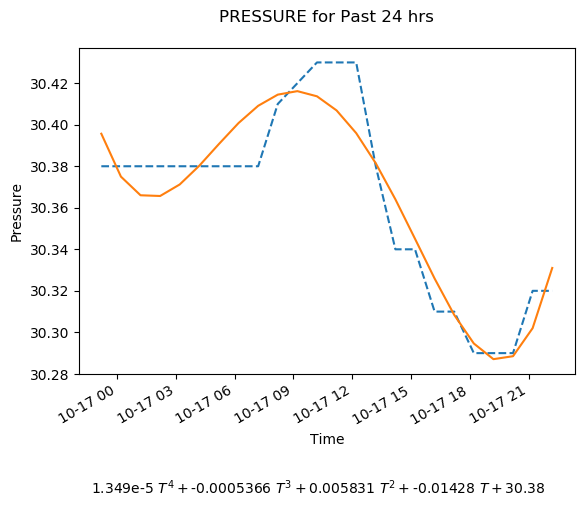 PRESSURE for Past 24 hrs
30.42
30.40
30.38
30.36
30.34
30.32
30.30
30.28
Pressure
10-17 00 10-17 03 10-17 06 10-17 09 10-17 12 10-17 15 10-17 18 10-17 21
Time
1.349e-5 T⁴ + -0.0005366 T³ + 0.005831 T² + -0.01428 T + 30.38